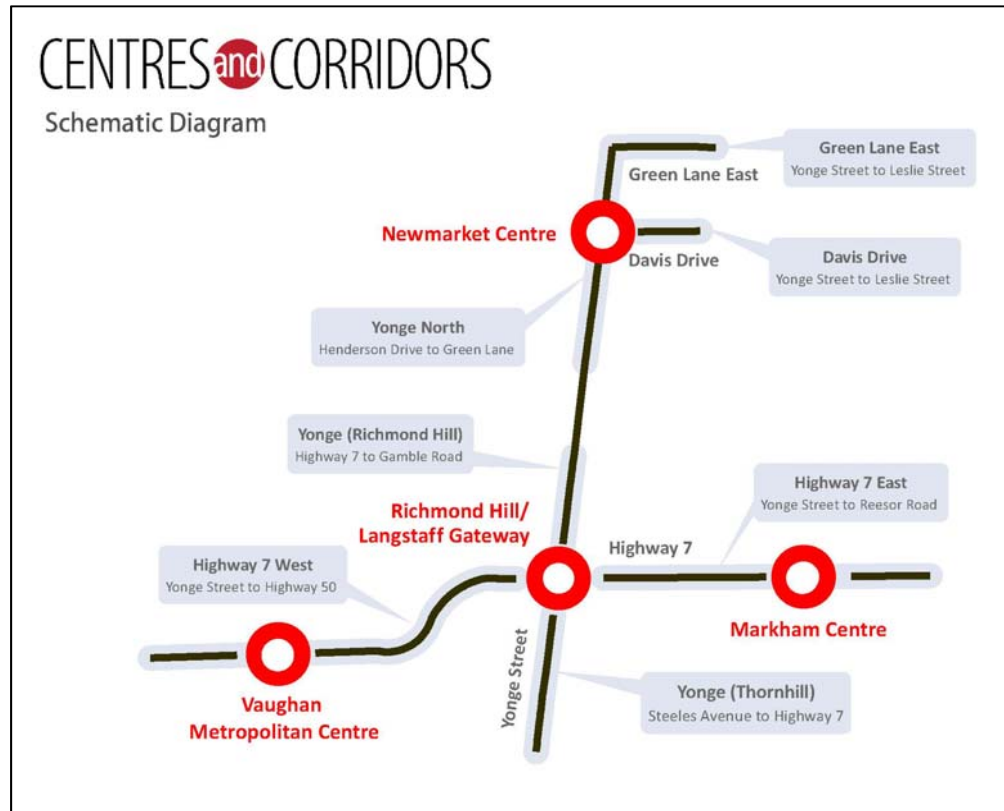 CENTRES and CORRIDORS
Schematic Diagram
Green Lane East
Yonge Street to Leslie Street
Green Lane East
Newmarket Centre
Davis Drive
Davis Drive
Yonge Street to Leslie Street
Yonge North
Henderson Drive to Green Lane
Yonge (Richmond Hill)
Highway 7 to Gamble Road
Highway 7 East
Yonge Street to Reesor Road
Richmond Hill/
Langstaff Gateway
Highway 7
Highway 7 West
Yonge Street to Highway 50
Markham Centre
Yonge Street
Yonge (Thornhill)
Steeles Avenue to Highway 7
Vaughan
Metropolitan Centre